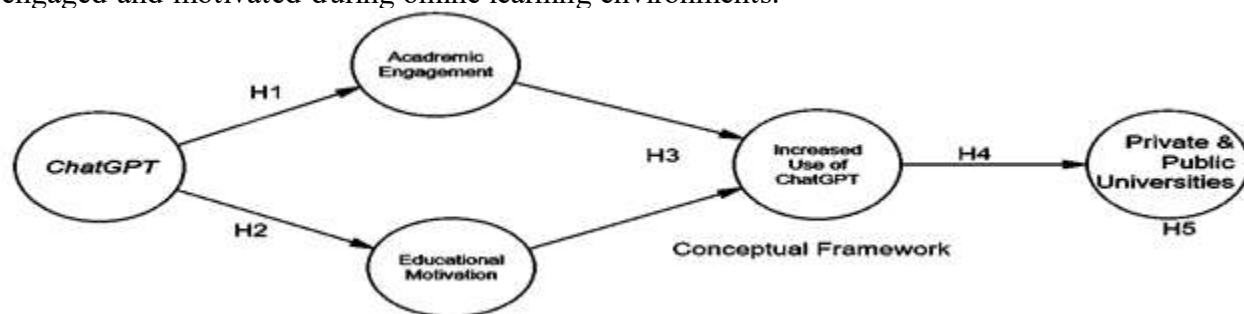 engaged and motivated during online learning environments.
Acadremic
Engagement
H1
ChatGPT
H3
Increased
Use of
ChatGPT
H4
Private &
Public
Universities
H5
H2
Educational
Motivation
Conceptual Framework